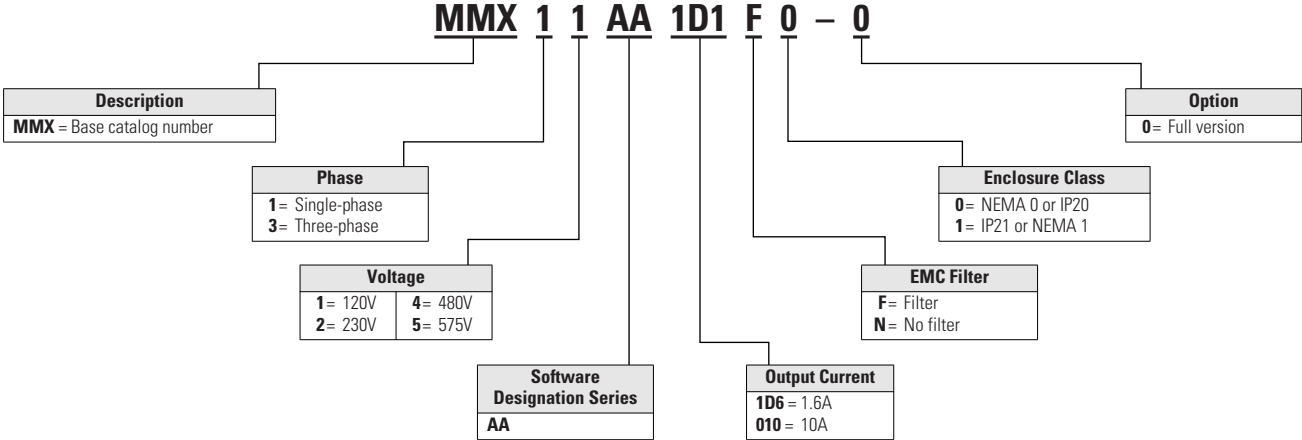 MMX 1 1 AA 1D1 F 0 – 0
Description
MMX = Base catalog number
Option
0 = Full version
Phase
1 = Single-phase
3 = Three-phase
Enclosure Class
0 = NEMA 0 or IP20
1 = IP21 or NEMA 1
Voltage
1 = 120V 4 = 480V
2 = 230V 5 = 575V
EMC Filter
F = Filter
N = No filter
Software
Designation Series
AA
Output Current
1D6 = 1.6A
010 = 10A